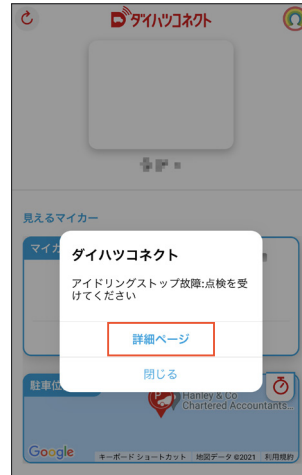 ダイハツコネクト
見えるマイカー
マイカ
ダイハツコネクト
アイドリングストップ故障:点検を受
けてください
詳細ページ
閉じる
駐車位
Hanley & Co
Chartered Accountants...
Google
キーボード ショートカット 地図データ ©2021 利用規約